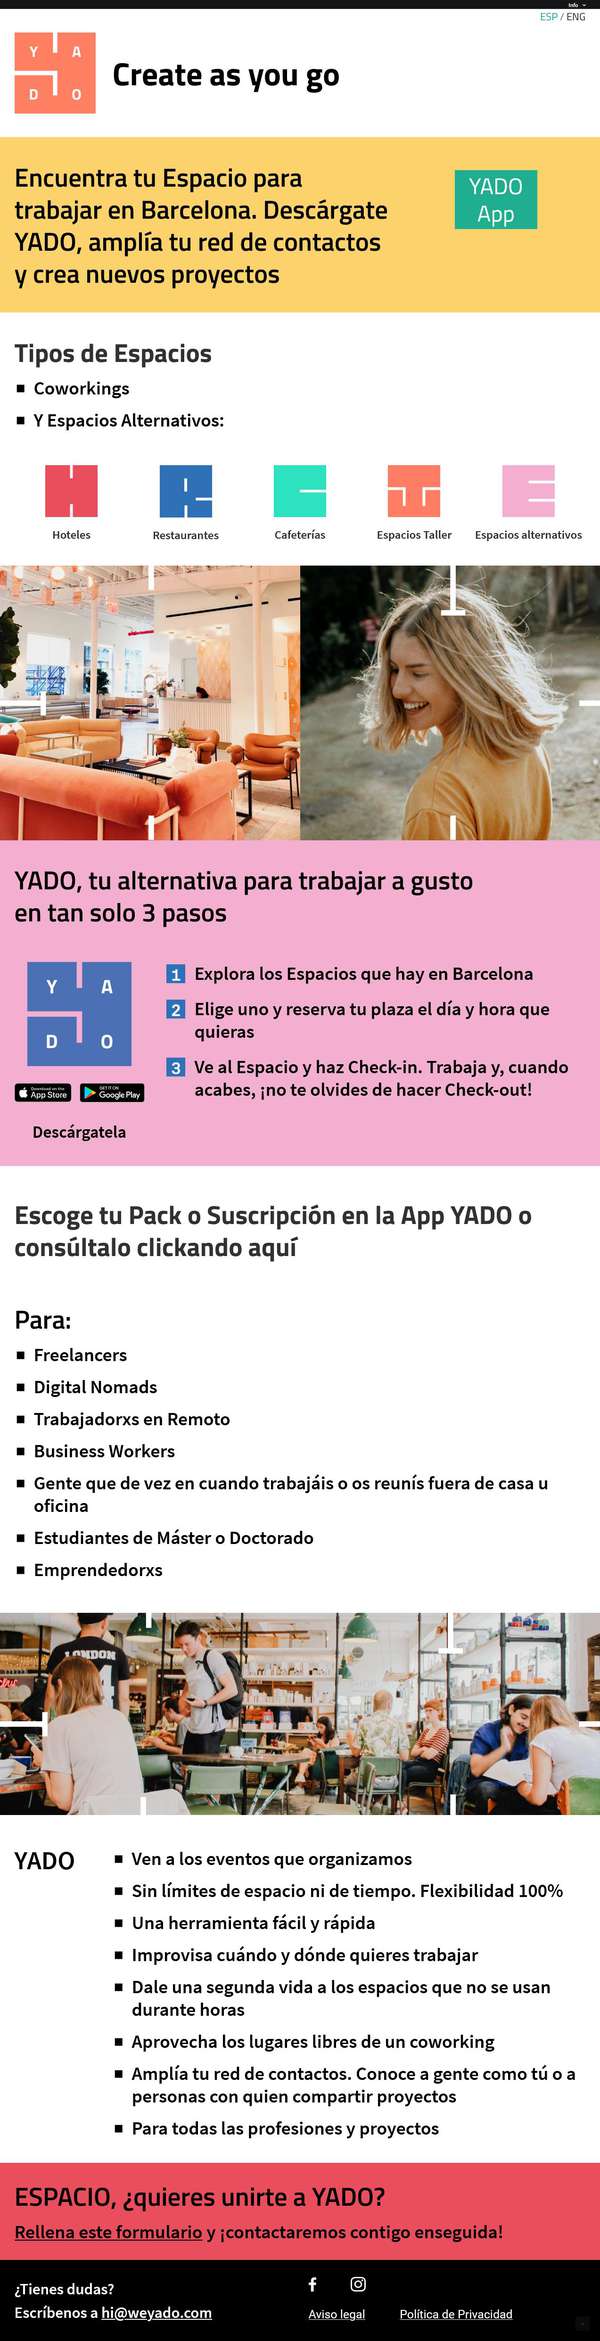 Info
ESP / ENG
Y A
D O
Create as you go
Encuentra tu Espacio para
trabajar en Barcelona. Descárgate
YADO, amplía tu red de contactos
y crea nuevos proyectos
YADO
App
Tipos de Espacios
Coworkings
Y Espacios Alternativos:
Hoteles
Restaurantes
Cafeterías
Espacios Taller
Espacios alternativos
YADO, tu alternativa para trabajar a gusto
en tan solo 3 pasos
Y A
D O
Download on the
App Store
GET IT ON
Google Play
Descárgatela
1 Explora los Espacios que hay en Barcelona
2 Elige uno y reserva tu plaza el día y hora que
quieras
3 Ve al Espacio y haz Check-in. Trabaja y, cuando
acabes, ¡no te olvides de hacer Check-out!
Escoge tu Pack o Suscripción en la App YADO o
consúltalo clickando aquí
Para:
Freelancers
Digital Nomads
Trabajadorxs en Remoto
Business Workers
Gente que de vez en cuando trabajáis o os reunís fuera de casa u
oficina
Estudiantes de Máster o Doctorado
Emprendedorxs
LONDON
YADO
Ven a los eventos que organizamos
Sin límites de espacio ni de tiempo. Flexibilidad 100%
Una herramienta fácil y rápida
Improvisa cuándo y dónde quieres trabajar
Dale una segunda vida a los espacios que no se usan
durante horas
Aprovecha los lugares libres de un coworking
Amplía tu red de contactos. Conoce a gente como tú o a
personas con quien compartir proyectos
Para todas las profesiones y proyectos
ESPACIO, ¿quieres unirte a YADO?
Rellena este formulario y ¡contactaremos contigo enseguida!
¿Tienes dudas?
Escríbenos a hi@weyado.com
Aviso legal
Política de Privacidad